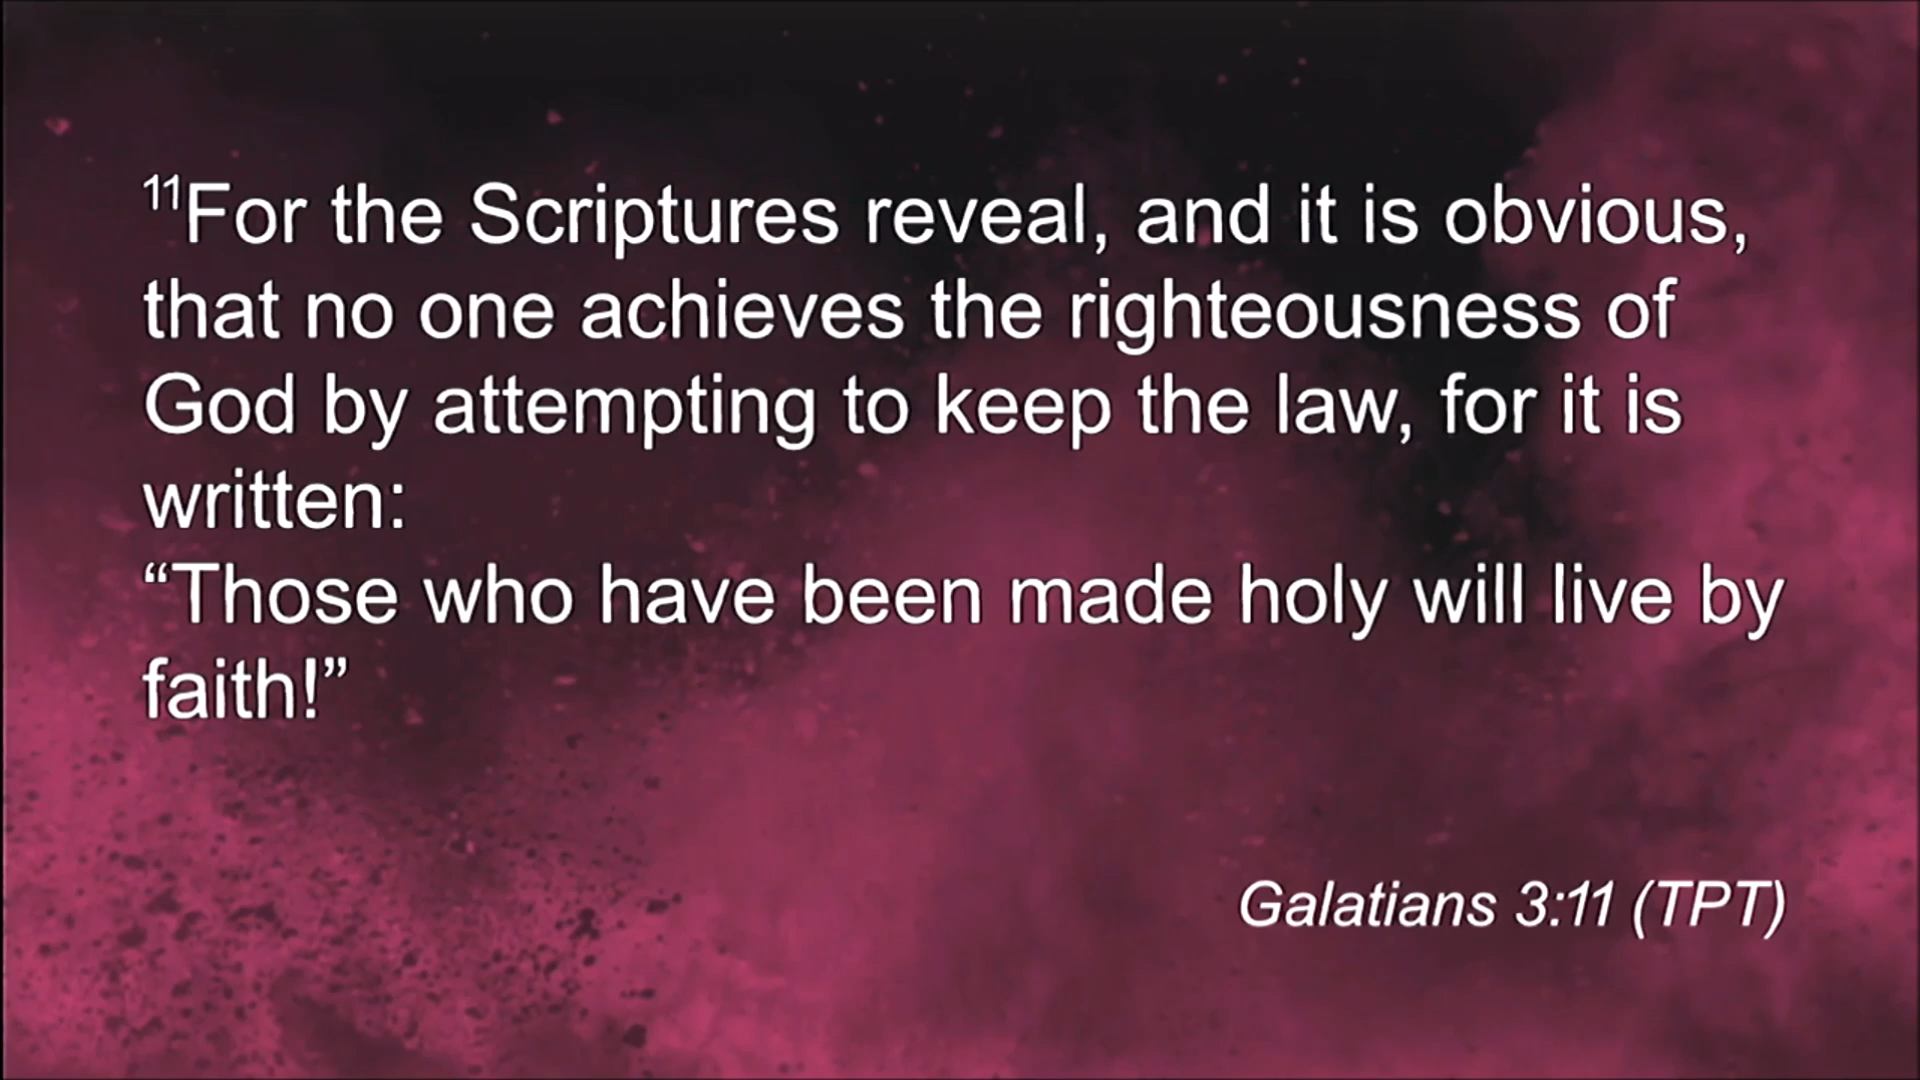 ¹¹For the Scriptures reveal, and it is obvious,
that no one achieves the righteousness of
God by attempting to keep the law, for it is
written:
“Those who have been made holy will live by
faith!”
Galatians 3:11 (TPT)